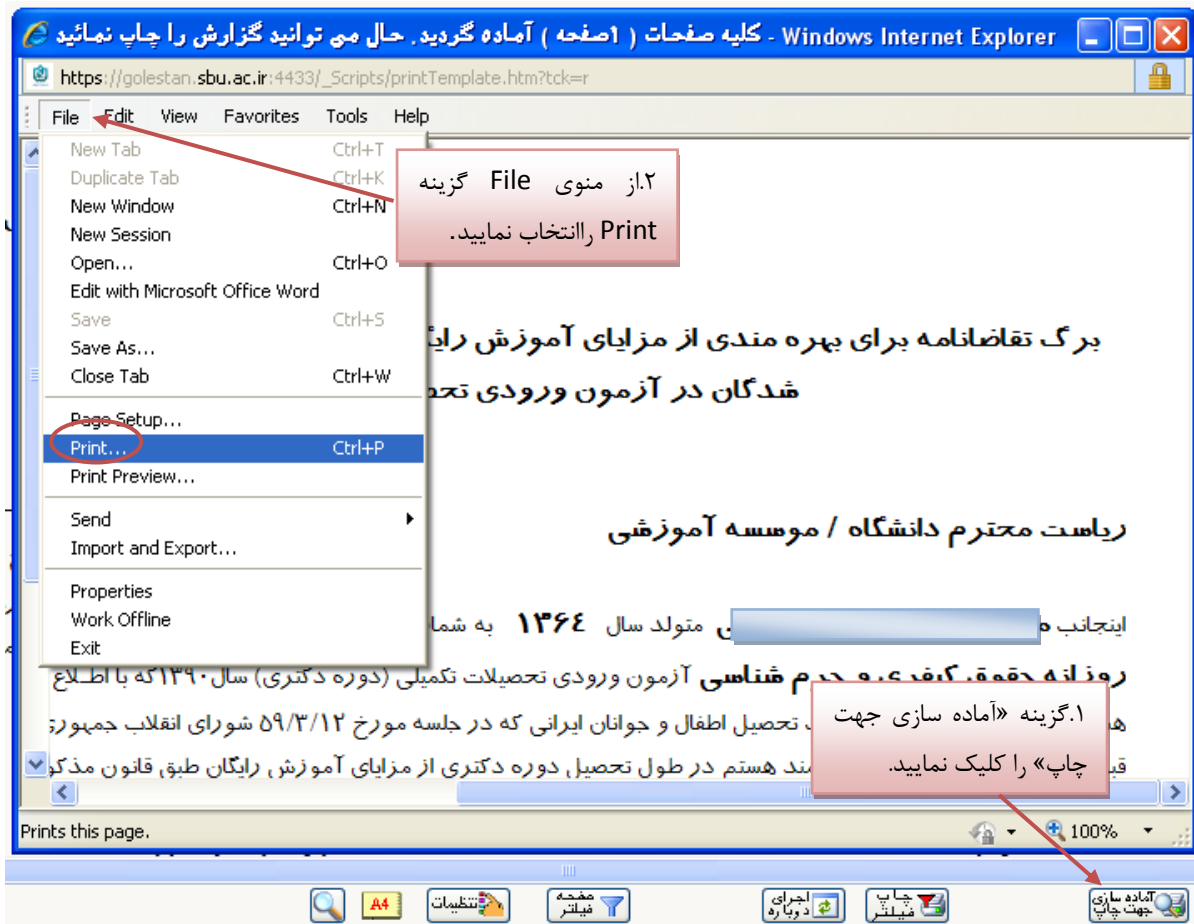 کلیه صفحات ( ۱صفحه ) آماده گردید. حال می توانید گزارش را چاپ نمائید - Windows Internet Explorer
https://golestan.sbu.ac.ir:4433/_Scripts/printTemplate.htm?tck=r
File Edit View Favorites Tools Help
New Tab Ctrl+T
Duplicate Tab Ctrl+K
New Window Ctrl+N
New Session
Open... Ctrl+O
Edit with Microsoft Office Word
Save Ctrl+S
Save As...
Close Tab Ctrl+W
Page Setup...
Print... Ctrl+P
Print Preview...
Send
Import and Export...
Properties
Work Offline
Exit
۲.از منوی File گزینه
Print راانتخاب نمایید.
برگ تقاضانامه برای بهره مندی از مزایای آموزش
شدگان در آزمون ورودی
ریاست محترم دانشگاه / موسسه آموزشی
اینجانب متولد سال ۱۳۶٤ به
روزانه حقوق کیفری و جرم شناسی آزمون ورودی تحصیلات تکمیلی (دوره دکتری) سال۱۳۹۰که با اطلاع
تحصیل اطفال و جوانان ایرانی که در جلسه مورخ ۵۹/۳/۱۲ شورای انقلاب جمهوری
هستم در طول تحصیل دوره دکتری از مزایای آموزش رایگان طبق قانون
۱.گزینه «آماده سازی جهت
چاپ» را کلیک نمایید.
Prints this page. 100%
آماده سازی جهت چاپ
چاپ فیلتر
اجرای دوباره
صفحه فیلتر
تنظیمات
A4